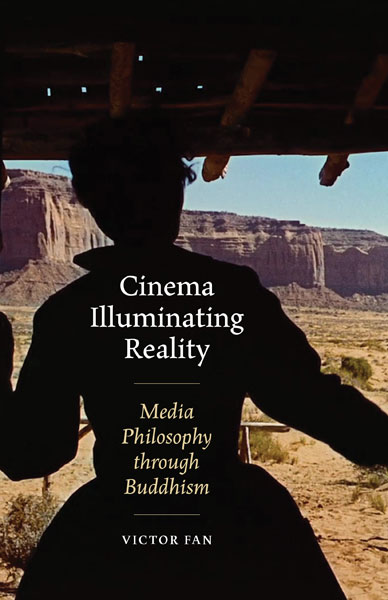 Cinema
Illuminating
Reality
Media
Philosophy
through
Buddhism
VICTOR FAN